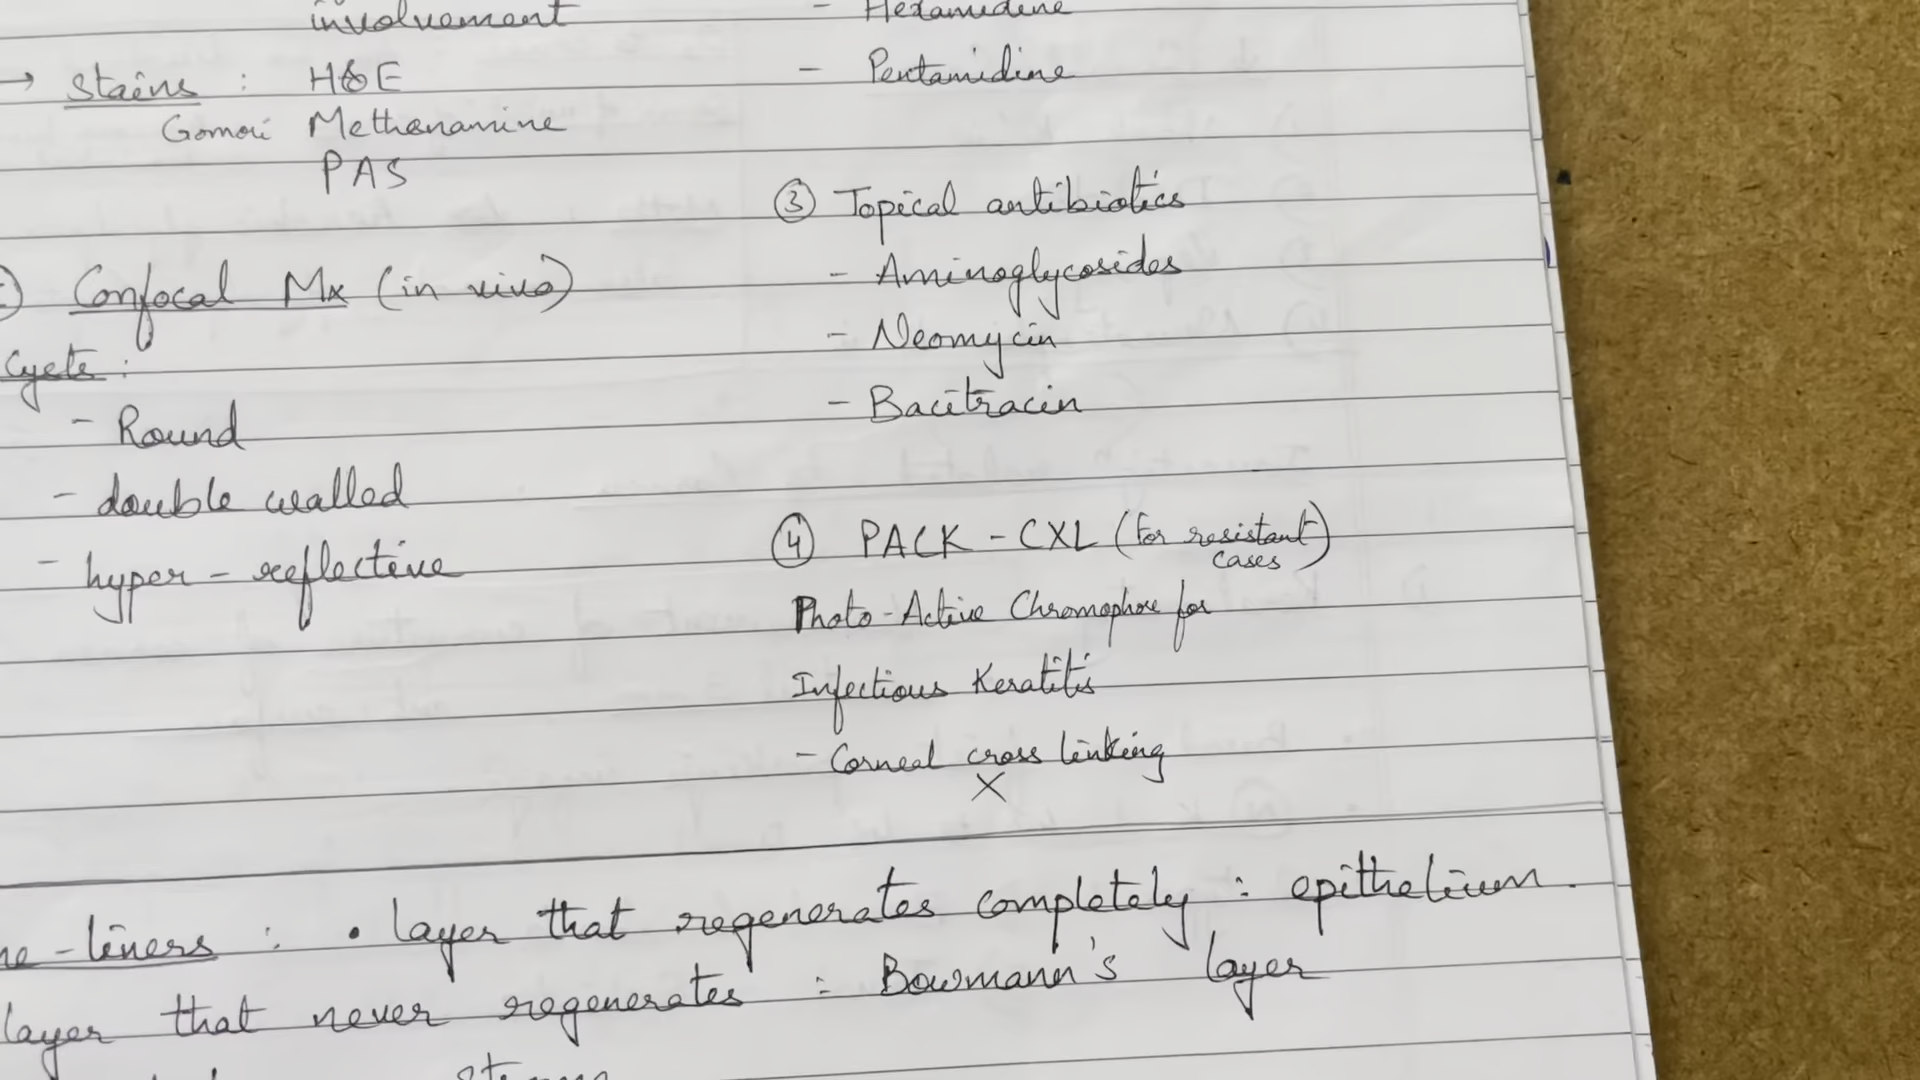 involvement
→ Stains : H&E
Gomori Methenamine
PAS
Confocal Mx (in vivo)
Cysts :
- Round
- double walled
- hyper-reflective
- Hexamidine
- Pentamidine
③ Topical antibiotics
- Aminoglycosides
- Neomycin
- Bacitracin
④ PACK-CXL (for resistant
cases)
Photo-Active Chromophore for
Infectious Keratitis
- Corneal cross linking
X
ne-liners : • layer that regenerates completely : epithelium.
layer that never regenerates : Bowmann's layer